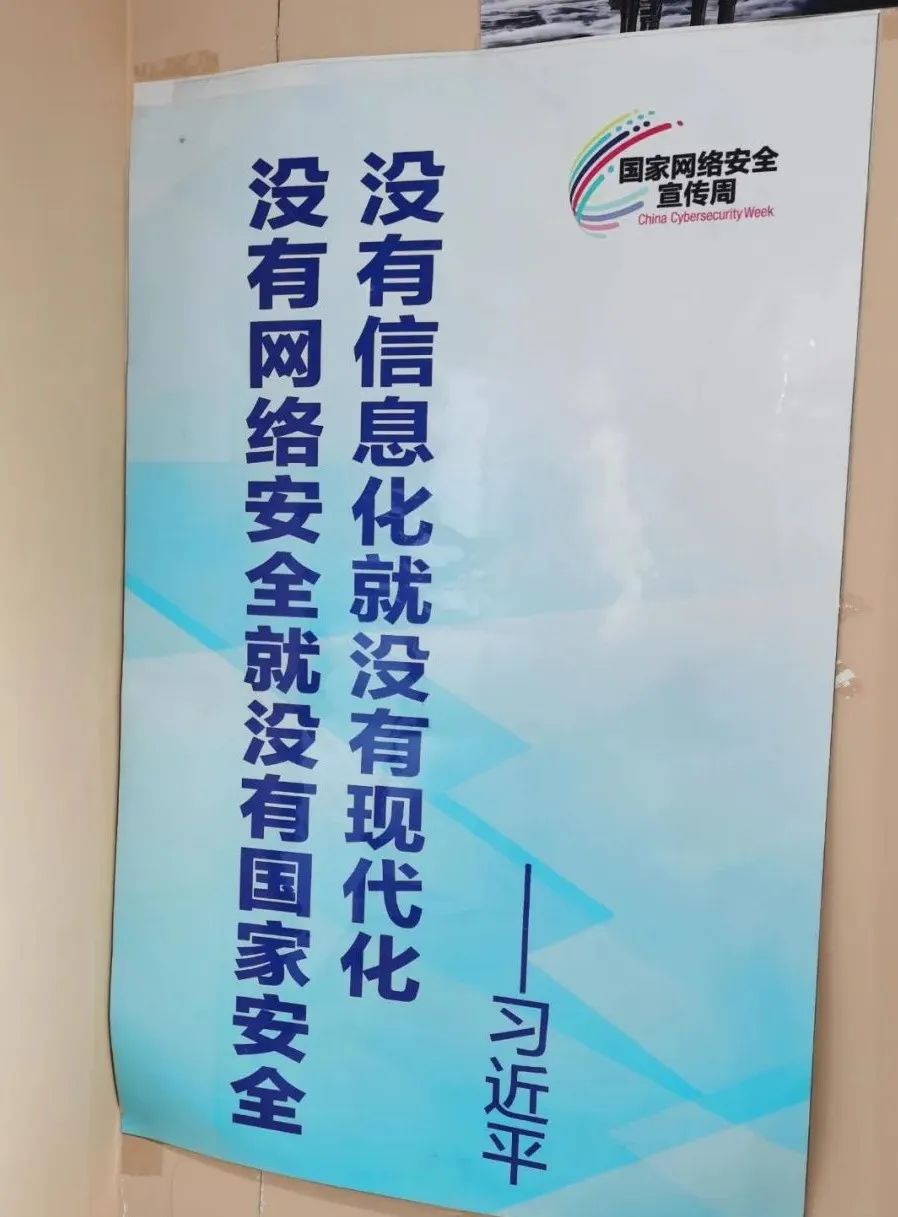 国家网络安全
宣传周
China Cybersecurity Week
没有网络安全就没有国家安全
没有信息化就没有现代化
——习近平